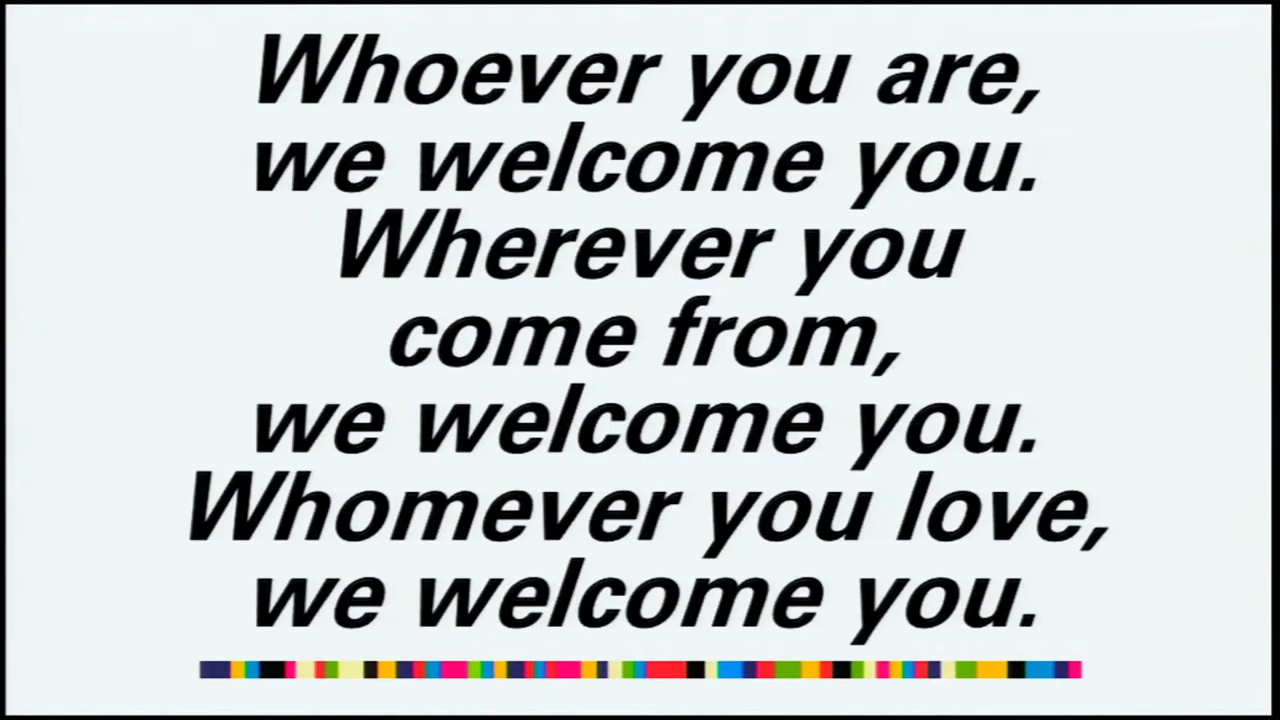 Whoever you are,
we welcome you.
Wherever you
come from,
we welcome you.
Whomever you love,
we welcome you.